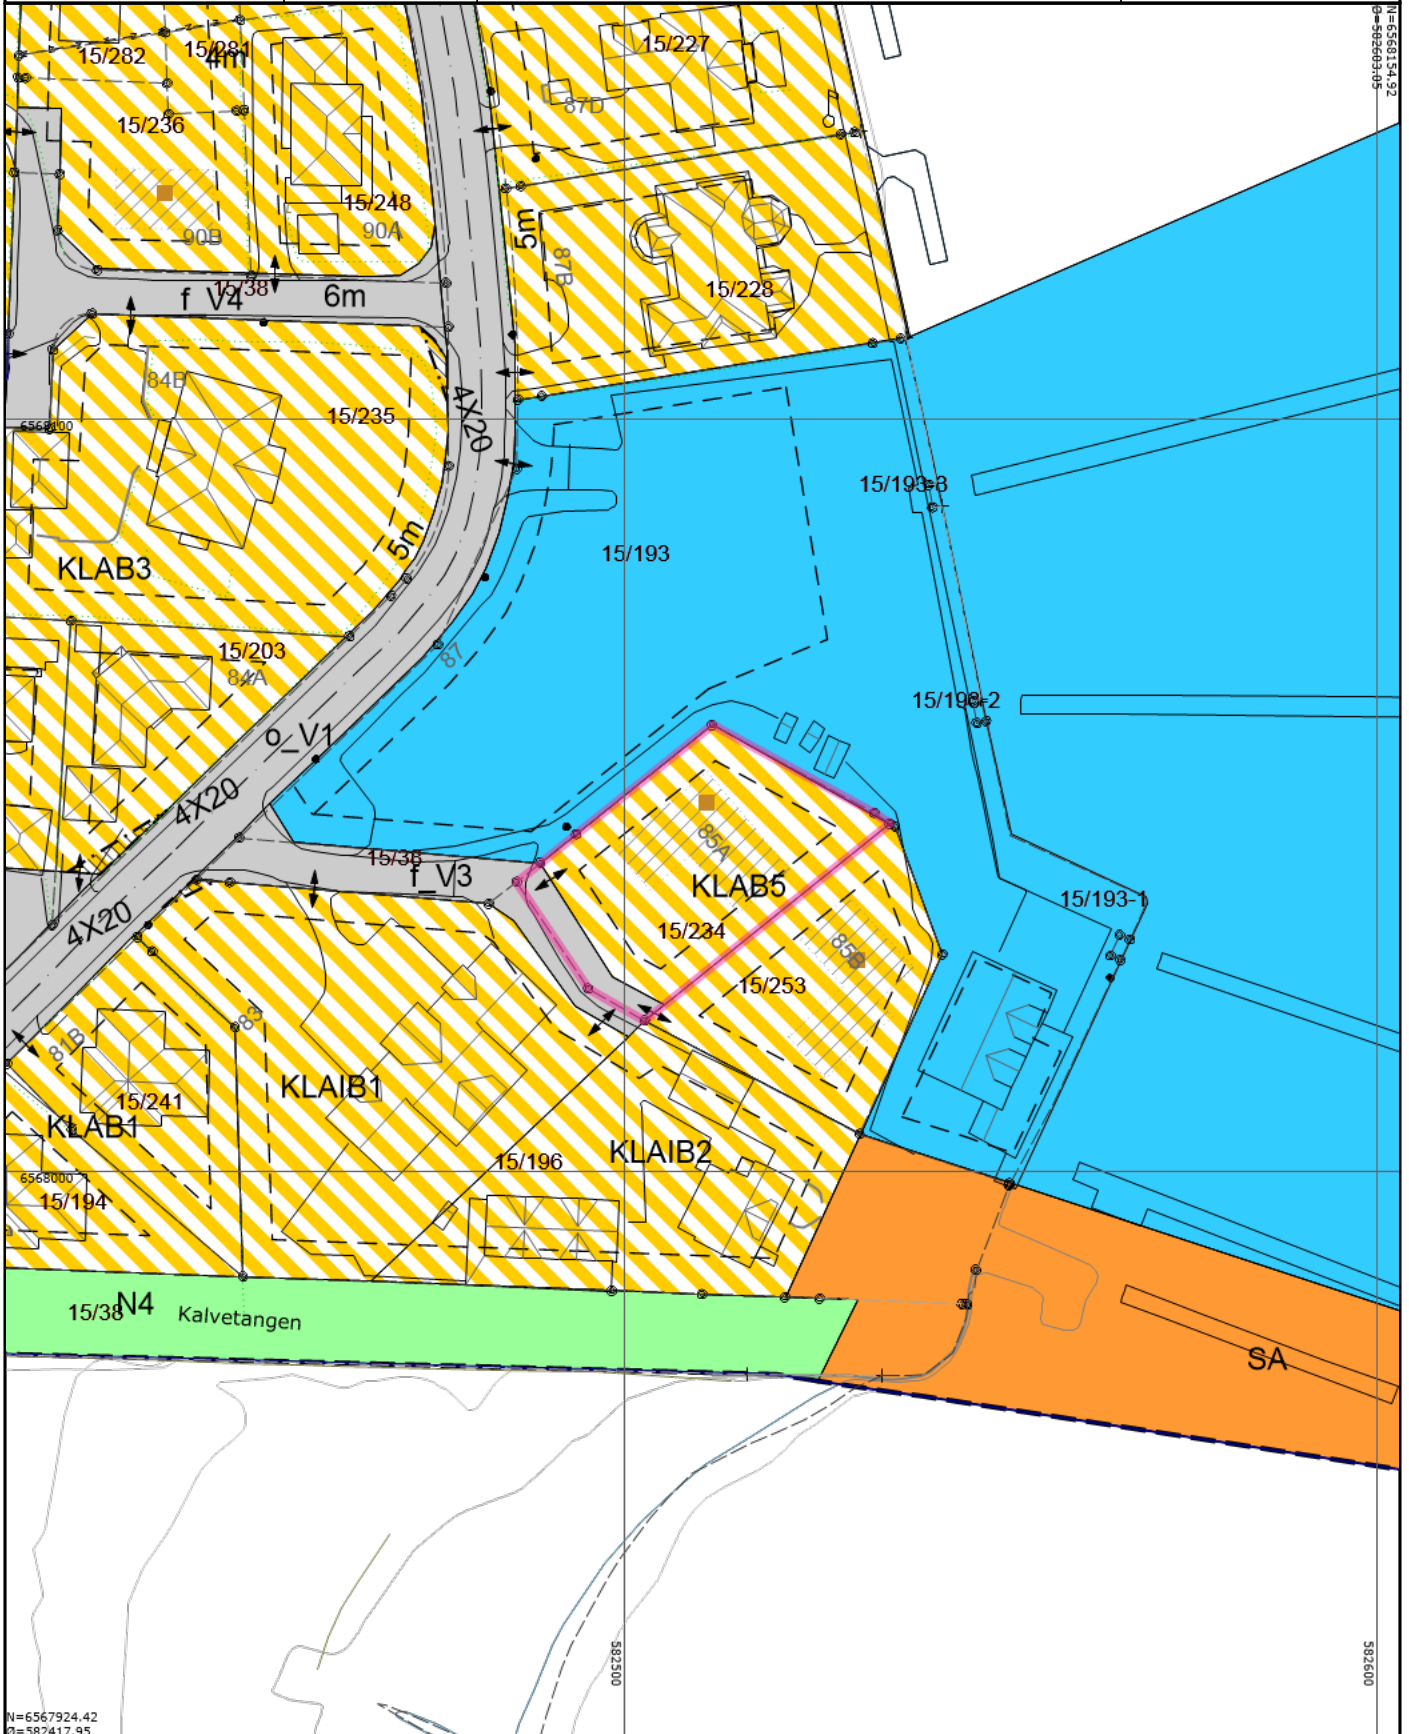 N=6568154.92
Ø=582603.05
15/227
15/282
15/281
4m
87D
15/236
15/248
90A
90B
5m
87B
15/38
f_V4
6m
15/228
84B
15/235
4X20
6568100
15/193-3
5m
15/193
KLAB3
15/203
84A
87
15/193-2
o_V1
4X20
85A
15/38
f_V3
KLAB5
15/193-1
4X20
15/234
85B
15/253
83
81B
KLAIB1
15/241
KLAB1
KLAIB2
15/196
6568000
15/194
N4
15/38
Kalvetangen
SA
582500
582600
N=6567924.42
Ø=582417.95